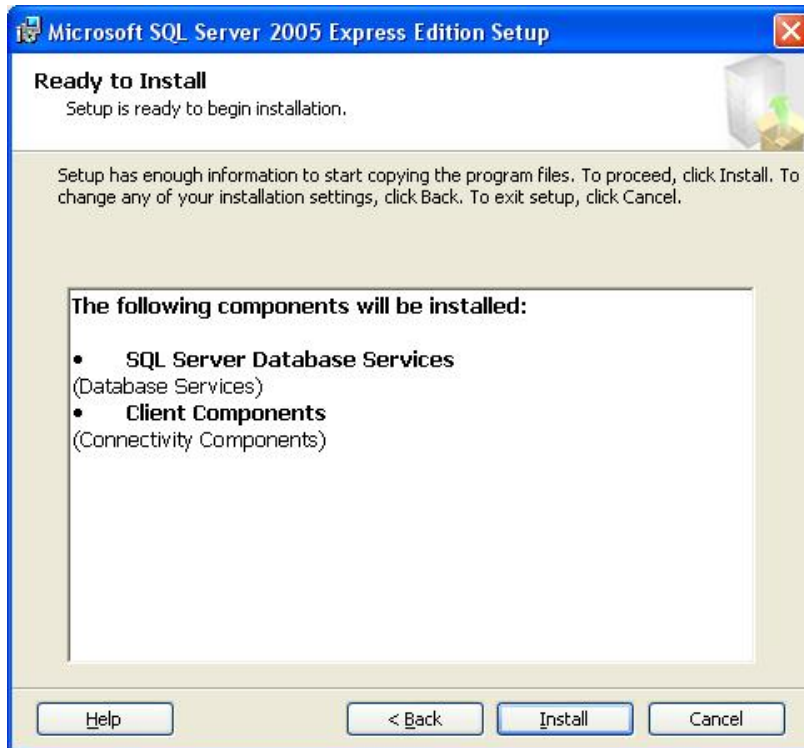 Microsoft SQL Server 2005 Express Edition Setup
Ready to Install
Setup is ready to begin installation.
Setup has enough information to start copying the program files. To proceed, click Install. To
change any of your installation settings, click Back. To exit setup, click Cancel.
The following components will be installed:
• SQL Server Database Services
(Database Services)
• Client Components
(Connectivity Components)
Help < Back Install Cancel